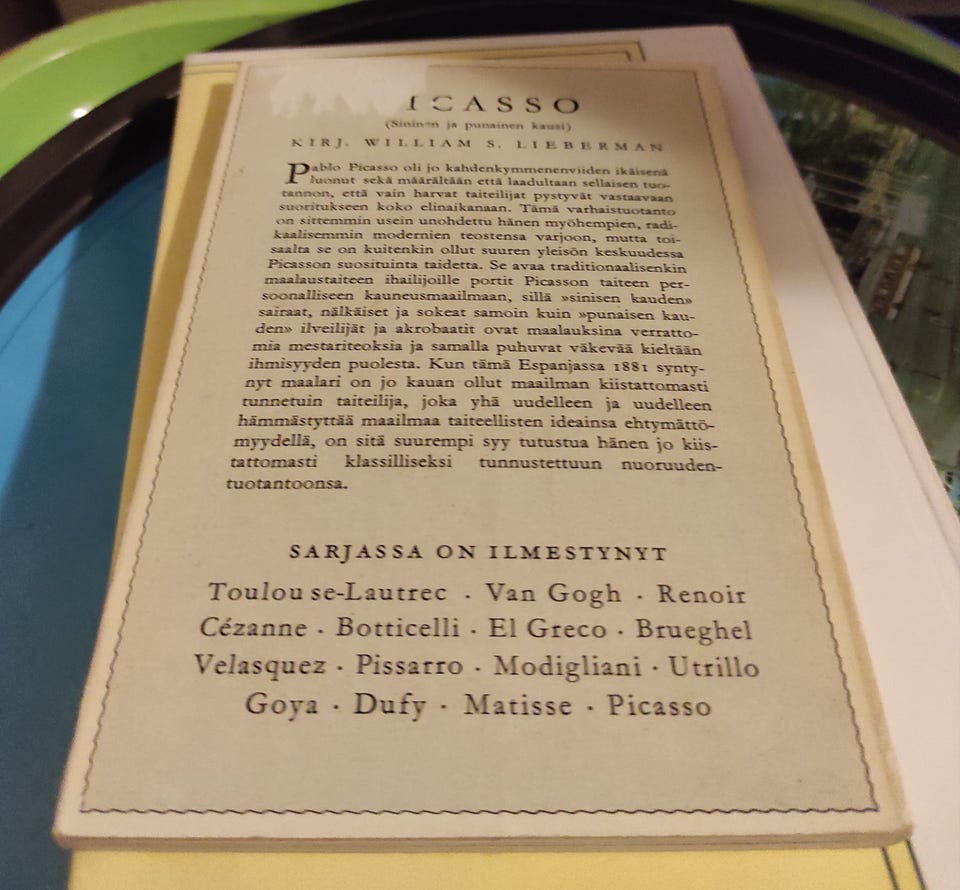 ICASSO
(Sininen ja punainen kausi)
KIRJ. WILLIAM S. LIEBERMAN
Pablo Picasso oli jo kahdenkymmenenviiden ikäisenä
luonut sekä määrältään että laadultaan sellaisen tuo-
tannon, että vain harvat taiteilijat pystyvät vastaavaan
suoritukseen koko elinaikanaan. Tämä varhaistuotanto
on sittemmin usein unohdettu hänen myöhempien, radi-
kaalisemmin modernien teostensa varjoon, mutta toi-
saalta se on kuitenkin ollut suuren yleisön keskuudessa
Picasson suosituinta taidetta. Se avaa traditionaalisenkin
maalaustaiteen ihailijoille portit Picasson taiteen per-
soonalliseen kauneusmaailmaan, sillä »sinisen kauden»
sairaat, nälkäiset ja sokeat samoin kuin »punaisen kau-
den» ilveilijät ja akrobaatit ovat maalauksina verratto-
mia mestariteoksia ja samalla puhuvat väkevää kieltään
ihmisyyden puolesta. Kun tämä Espanjassa 1881 synty-
nyt maalari on jo kauan ollut maailman kiistattomasti
tunnetuin taiteilija, joka yhä uudelleen ja uudelleen
hämmästyttää maailmaa taiteellisten ideainsa ehtymättö-
myydellä, on sitä suurempi syy tutustua hänen jo kiis-
tattomasti klassilliseksi tunnustettuun nuoruuden-
tuotantoonsa.
SARJASSA ON ILMESTYNYT
Toulouse-Lautrec · Van Gogh · Renoir
Cézanne · Botticelli · El Greco · Brueghel
Velasquez · Pissarro · Modigliani · Utrillo
Goya · Dufy · Matisse · Picasso